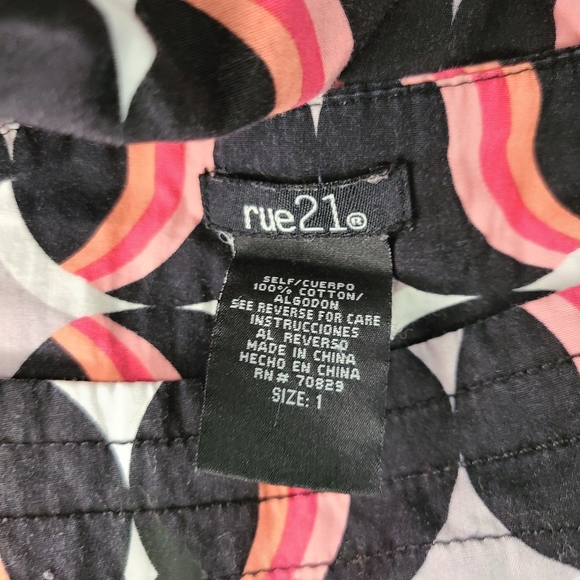 rue21®
SELF/CUERPO
100% COTTON/
ALGODON
SEE REVERSE FOR CARE
INSTRUCCIONES
AL REVERSO
MADE IN CHINA
HECHO EN CHINA
RN# 70829
SIZE: 1